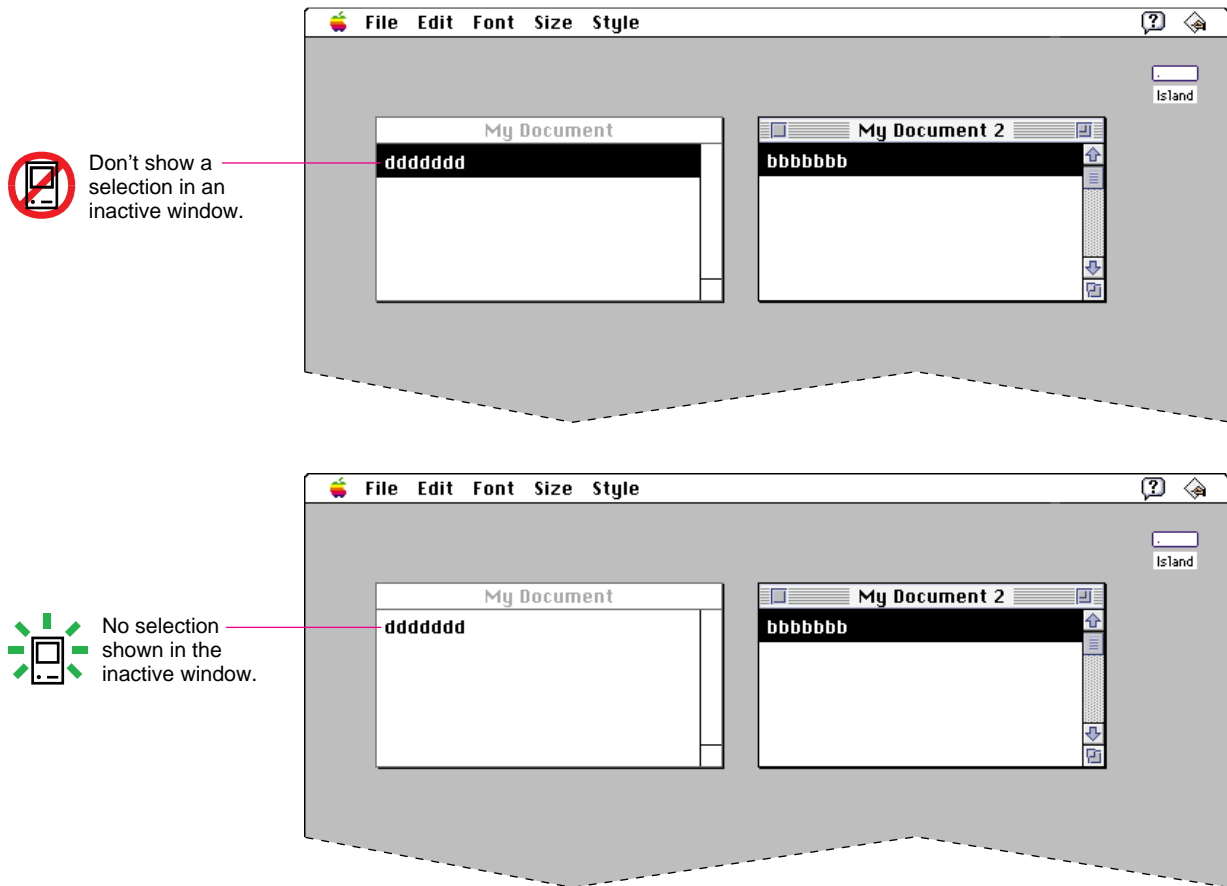 File Edit Font Size Style
Island
My Document
ddddddd
My Document 2
bbbbbbb
Don’t show a
selection in an
inactive window.
File Edit Font Size Style
Island
My Document
ddddddd
My Document 2
bbbbbbb
No selection
shown in the
inactive window.